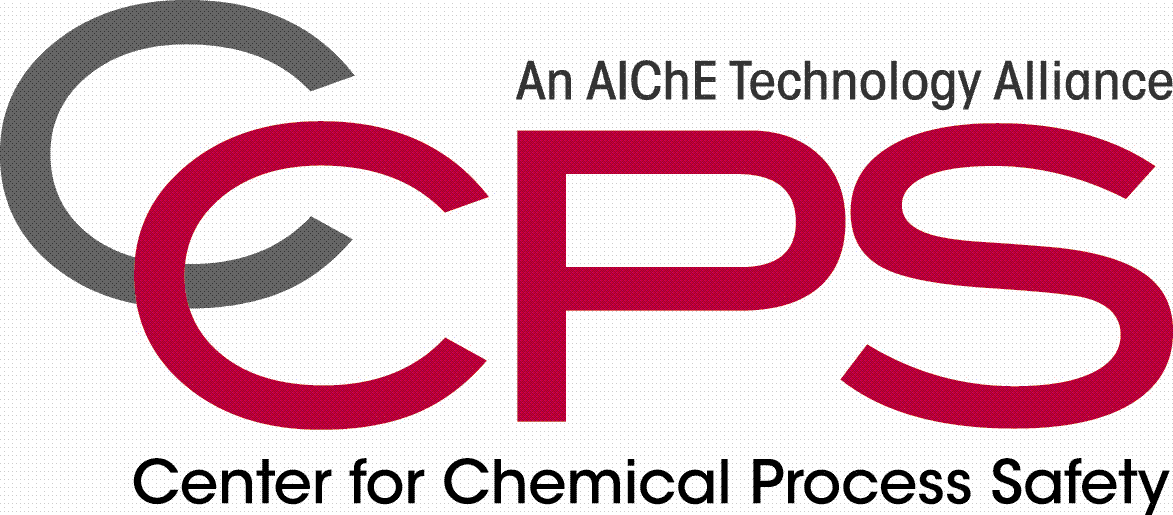 An AIChE Technology Alliance
CCPS
Center for Chemical Process Safety